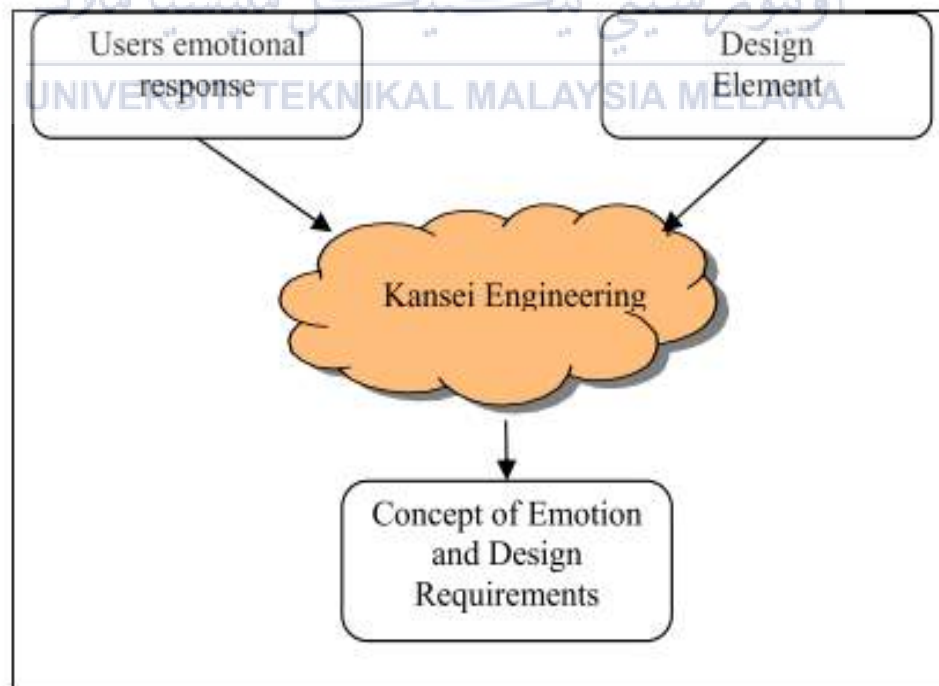 Users emotional
response
Design
Element
UNIVERSITI TEKNIKAL MALAYSIA MELAKA
Kansei Engineering
Concept of Emotion
and Design
Requirements